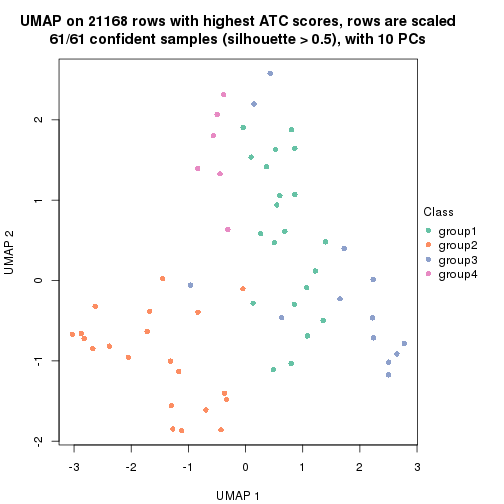 UMAP on 21168 rows with highest ATC scores, rows are scaled
61/61 confident samples (silhouette > 0.5), with 10 PCs
UMAP 2
2
1
0
-1
-2
-3
-2
-1
0
1
2
3
UMAP 1
Class
group1
group2
group3
group4